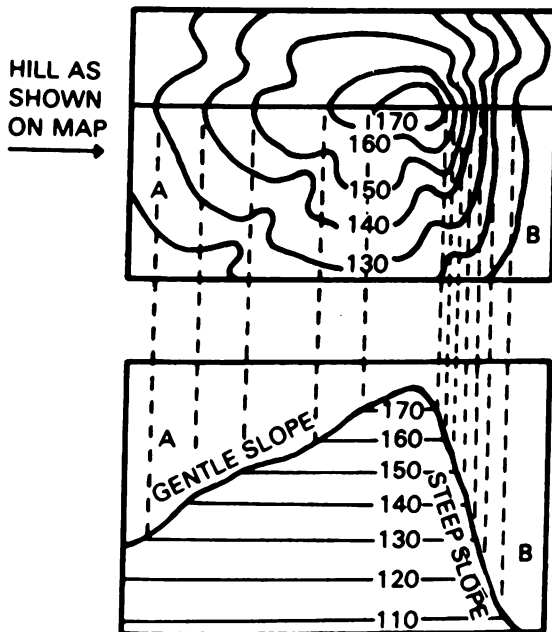 HILL AS
SHOWN
ON MAP
170
160
150
140
130
A
B
A
GENTLE SLOPE
170
160
150
140
130
120
110
STEEP SLOPE
B